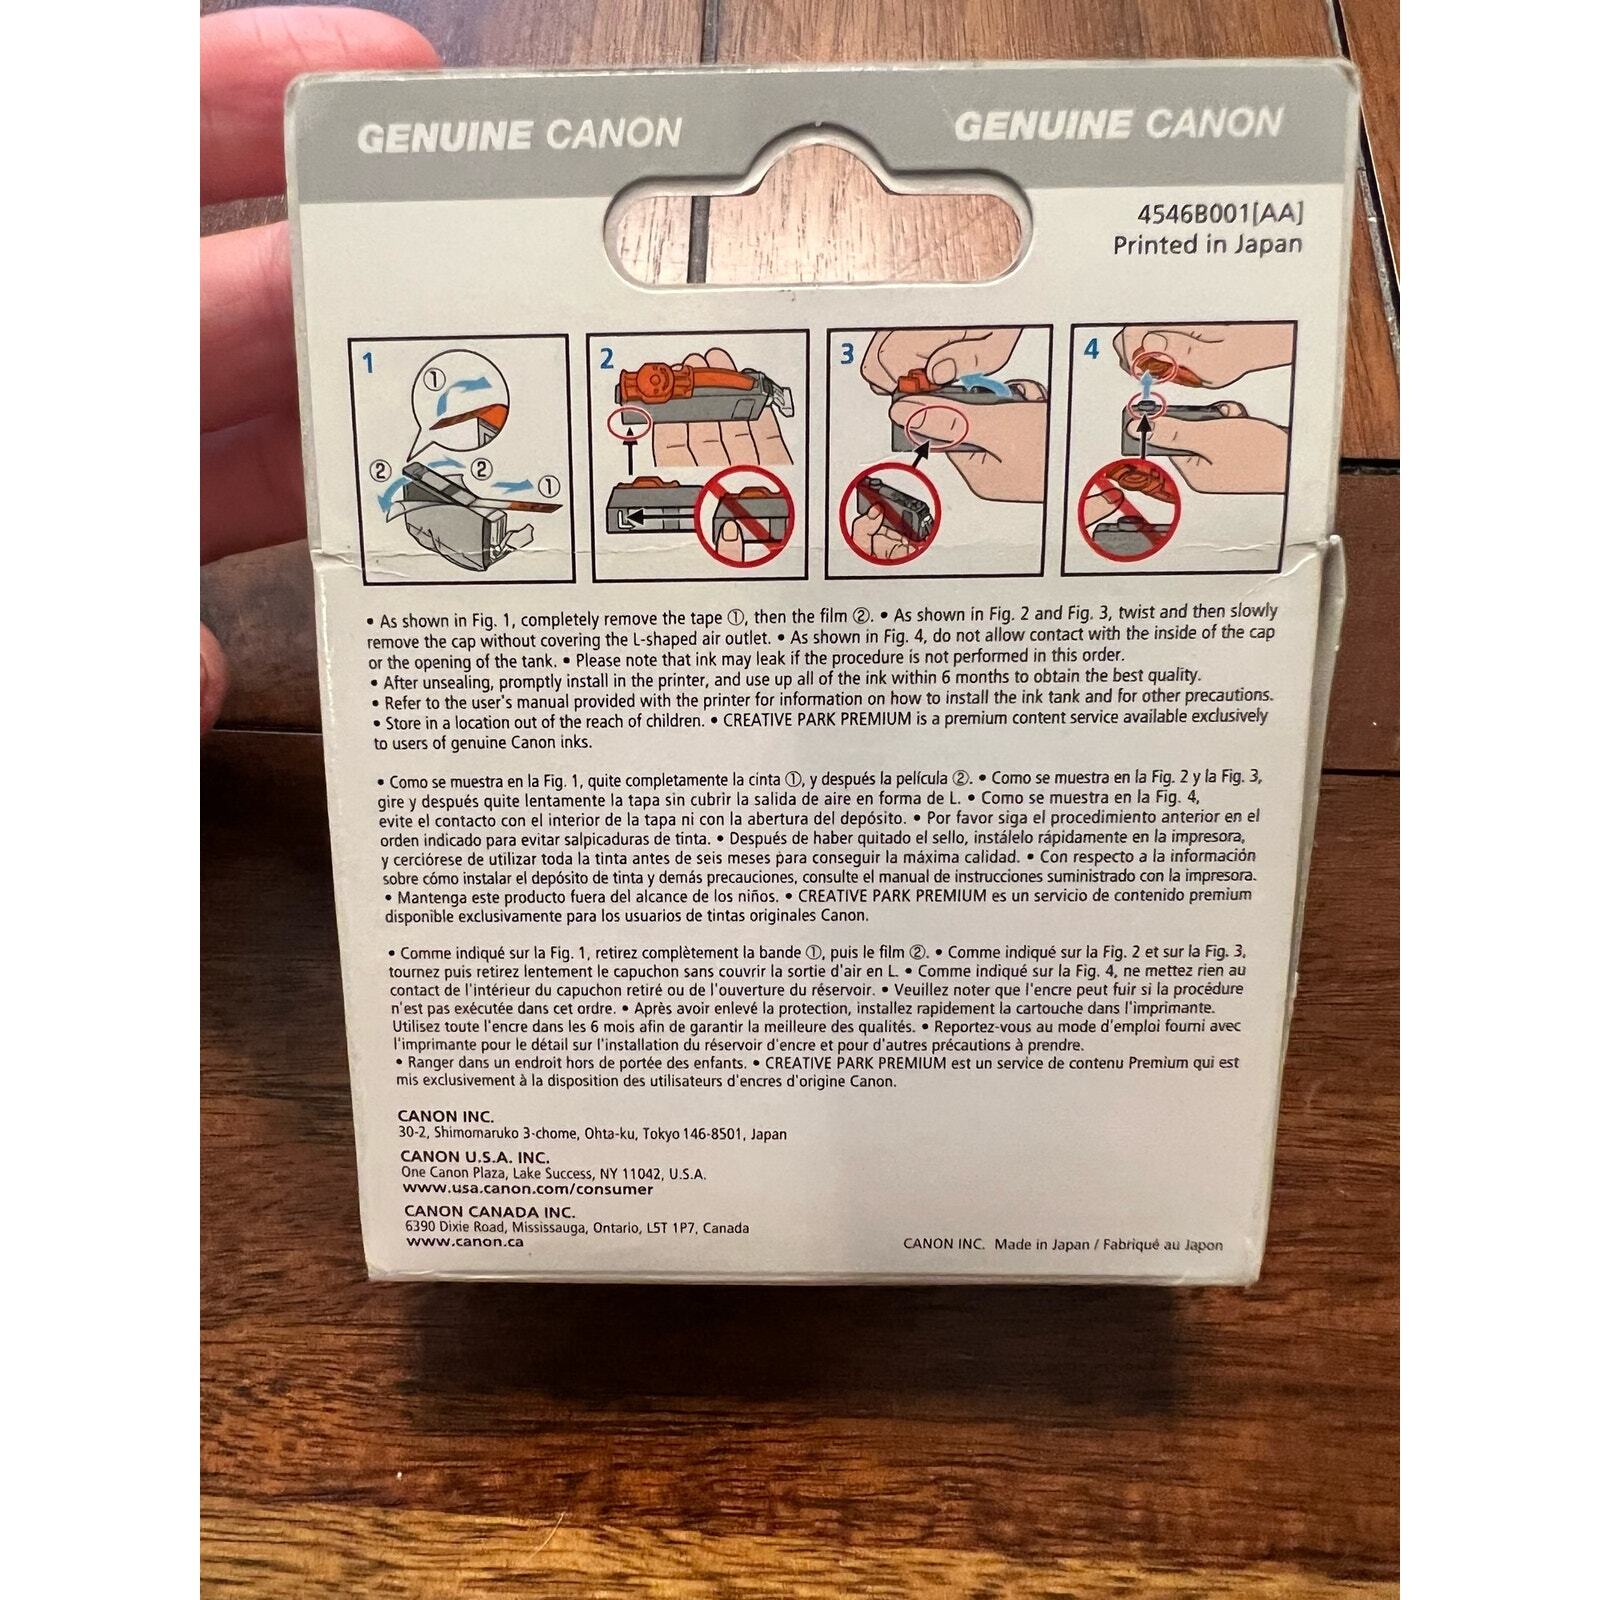 GENUINE CANON
GENUINE CANON
4546B001[AA]
Printed in Japan
1
①
②
②
①
2
3
4
• As shown in Fig. 1, completely remove the tape ①, then the film ②. • As shown in Fig. 2 and Fig. 3, twist and then slowly
remove the cap without covering the L-shaped air outlet. • As shown in Fig. 4, do not allow contact with the inside of the cap
or the opening of the tank. • Please note that ink may leak if the procedure is not performed in this order.
• After unsealing, promptly install in the printer, and use up all of the ink within 6 months to obtain the best quality.
• Refer to the user's manual provided with the printer for information on how to install the ink tank and for other precautions.
• Store in a location out of the reach of children. • CREATIVE PARK PREMIUM is a premium content service available exclusively
to users of genuine Canon inks.
• Como se muestra en la Fig. 1, quite completamente la cinta ①, y después la película ②. • Como se muestra en la Fig. 2 y la Fig. 3,
gire y después quite lentamente la tapa sin cubrir la salida de aire en forma de L. • Como se muestra en la Fig. 4,
evite el contacto con el interior de la tapa ni con la abertura del depósito. • Por favor siga el procedimiento anterior en el
orden indicado para evitar salpicaduras de tinta. • Después de haber quitado el sello, instálelo rápidamente en la impresora,
y cerciórese de utilizar toda la tinta antes de seis meses para conseguir la máxima calidad. • Con respecto a la información
sobre cómo instalar el depósito de tinta y demás precauciones, consulte el manual de instrucciones suministrado con la impresora.
• Mantenga este producto fuera del alcance de los niños. • CREATIVE PARK PREMIUM es un servicio de contenido premium
disponible exclusivamente para los usuarios de tintas originales Canon.
• Comme indiqué sur la Fig. 1, retirez complètement la bande ①, puis le film ②. • Comme indiqué sur la Fig. 2 et sur la Fig. 3,
tournez puis retirez lentement le capuchon sans couvrir la sortie d'air en L. • Comme indiqué sur la Fig. 4, ne mettez rien au
contact de l'intérieur du capuchon retiré ou de l'ouverture du réservoir. • Veuillez noter que l'encre peut fuir si la procédure
n'est pas exécutée dans cet ordre. • Après avoir enlevé la protection, installez rapidement la cartouche dans l'imprimante.
Utilisez toute l'encre dans les 6 mois afin de garantir la meilleure des qualités. • Reportez-vous au mode d'emploi fourni avec
l'imprimante pour le détail sur l'installation du réservoir d'encre et pour d'autres précautions à prendre.
• Ranger dans un endroit hors de portée des enfants. • CREATIVE PARK PREMIUM est un service de contenu Premium qui est
mis exclusivement à la disposition des utilisateurs d'encres d'origine Canon.
CANON INC.
30-2, Shimomaruko 3-chome, Ohta-ku, Tokyo 146-8501, Japan
CANON U.S.A. INC.
One Canon Plaza, Lake Success, NY 11042, U.S.A.
www.usa.canon.com/consumer
CANON CANADA INC.
6390 Dixie Road, Mississauga, Ontario, L5T 1P7, Canada
www.canon.ca
CANON INC. Made in Japan / Fabriqué au Japon